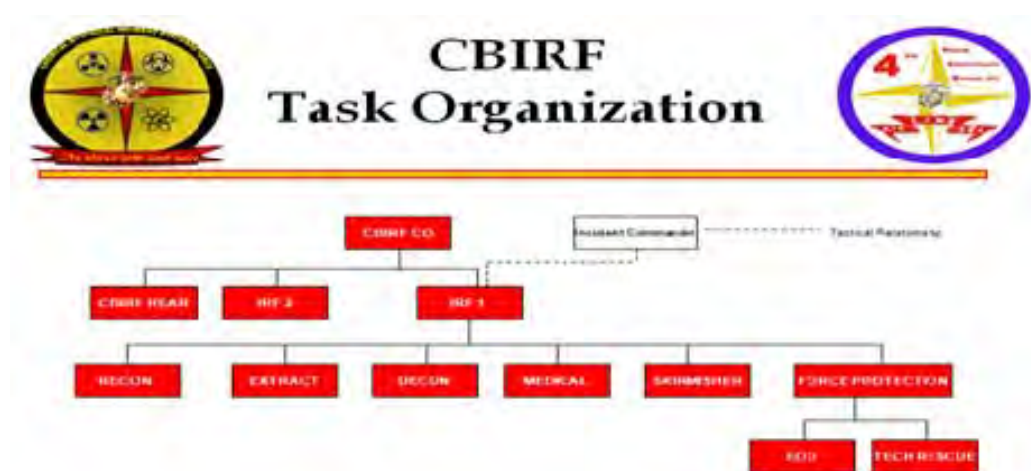 CBIRF
Task Organization
4
CBIRF CO
Incident Commander
Tactical Relationship
CBIRF REAR
IRF 2
IRF 1
RECON
EXTRACT
DECON
MEDICAL
SKIRMISHER
FORCE PROTECTION
EOD
TECH RESCUE